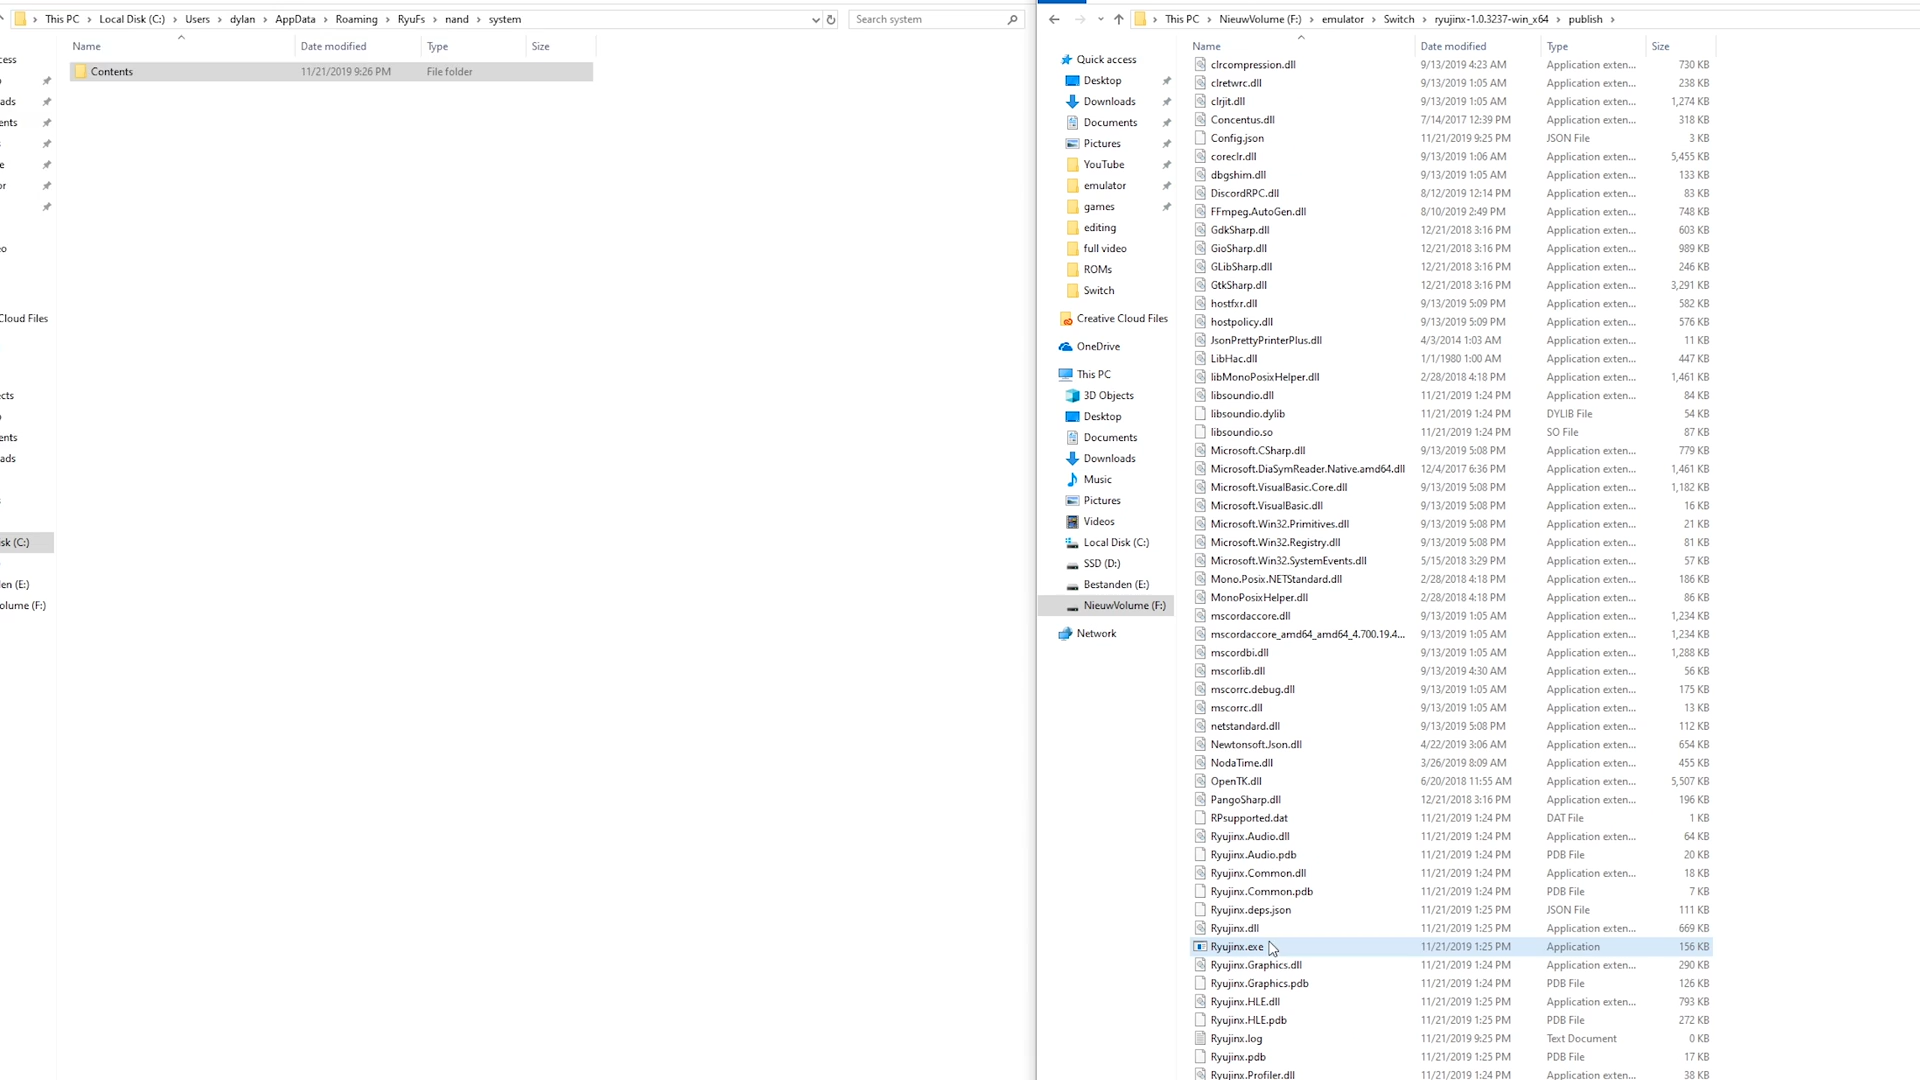 This PC › Local Disk (C:) › Users › dylan › AppData › Roaming › RyuFs › nand › system
Search system
Name Date modified Type Size
Contents 11/21/2019 9:26 PM File folder
cess
ads
ents
e
or
eo
Cloud Files
cts
ents
ads
sk (C:)
en (E:)
olume (F:)
This PC › NieuwVolume (F:) › emulator › Switch › ryujinx-1.0.3237-win_x64 › publish ›
Quick access
Desktop
Downloads
Documents
Pictures
YouTube
emulator
games
editing
full video
ROMs
Switch
Creative Cloud Files
OneDrive
This PC
3D Objects
Desktop
Documents
Downloads
Music
Pictures
Videos
Local Disk (C:)
SSD (D:)
Bestanden (E:)
NieuwVolume (F:)
Network
Name Date modified Type Size
clrcompression.dll 9/13/2019 4:23 AM Application exten... 730 KB
clretwrc.dll 9/13/2019 1:05 AM Application exten... 238 KB
clrjit.dll 9/13/2019 1:05 AM Application exten... 1,274 KB
Concentus.dll 7/14/2017 12:39 PM Application exten... 318 KB
Config.json 11/21/2019 9:25 PM JSON File 3 KB
coreclr.dll 9/13/2019 1:06 AM Application exten... 5,455 KB
dbgshim.dll 9/13/2019 1:05 AM Application exten... 133 KB
DiscordRPC.dll 8/12/2019 12:14 PM Application exten... 83 KB
FFmpeg.AutoGen.dll 8/10/2019 2:49 PM Application exten... 748 KB
GdkSharp.dll 12/21/2018 3:16 PM Application exten... 603 KB
GioSharp.dll 12/21/2018 3:16 PM Application exten... 989 KB
GLibSharp.dll 12/21/2018 3:16 PM Application exten... 246 KB
GtkSharp.dll 12/21/2018 3:16 PM Application exten... 3,291 KB
hostfxr.dll 9/13/2019 5:09 PM Application exten... 582 KB
hostpolicy.dll 9/13/2019 5:09 PM Application exten... 576 KB
JsonPrettyPrinterPlus.dll 4/3/2014 1:03 AM Application exten... 11 KB
LibHac.dll 1/1/1980 1:00 AM Application exten... 447 KB
libMonoPosixHelper.dll 2/28/2018 4:18 PM Application exten... 1,461 KB
libsoundio.dll 11/21/2019 1:24 PM Application exten... 84 KB
libsoundio.dylib 11/21/2019 1:24 PM DYLIB File 54 KB
libsoundio.so 11/21/2019 1:24 PM SO File 87 KB
Microsoft.CSharp.dll 9/13/2019 5:08 PM Application exten... 779 KB
Microsoft.DiaSymReader.Native.amd64.dll 12/4/2017 6:36 PM Application exten... 1,461 KB
Microsoft.VisualBasic.Core.dll 9/13/2019 5:08 PM Application exten... 1,182 KB
Microsoft.VisualBasic.dll 9/13/2019 5:08 PM Application exten... 16 KB
Microsoft.Win32.Primitives.dll 9/13/2019 5:08 PM Application exten... 21 KB
Microsoft.Win32.Registry.dll 9/13/2019 5:08 PM Application exten... 81 KB
Microsoft.Win32.SystemEvents.dll 5/15/2018 3:29 PM Application exten... 57 KB
Mono.Posix.NETStandard.dll 2/28/2018 4:18 PM Application exten... 186 KB
MonoPosixHelper.dll 2/28/2018 4:18 PM Application exten... 86 KB
mscordaccore.dll 9/13/2019 1:05 AM Application exten... 1,234 KB
mscordaccore_amd64_amd64_4.700.19.4... 9/13/2019 1:05 AM Application exten... 1,234 KB
mscordbi.dll 9/13/2019 1:05 AM Application exten... 1,288 KB
mscorlib.dll 9/13/2019 4:30 AM Application exten... 56 KB
mscorrc.debug.dll 9/13/2019 1:05 AM Application exten... 175 KB
mscorrc.dll 9/13/2019 1:05 AM Application exten... 13 KB
netstandard.dll 9/13/2019 5:08 PM Application exten... 112 KB
Newtonsoft.Json.dll 4/22/2019 3:06 AM Application exten... 654 KB
NodaTime.dll 3/26/2019 8:09 AM Application exten... 455 KB
OpenTK.dll 6/20/2018 11:55 AM Application exten... 5,507 KB
PangoSharp.dll 12/21/2018 3:16 PM Application exten... 196 KB
RPsupported.dat 11/21/2019 1:24 PM DAT File 1 KB
Ryujinx.Audio.dll 11/21/2019 1:24 PM Application exten... 64 KB
Ryujinx.Audio.pdb 11/21/2019 1:24 PM PDB File 20 KB
Ryujinx.Common.dll 11/21/2019 1:24 PM Application exten... 18 KB
Ryujinx.Common.pdb 11/21/2019 1:24 PM PDB File 7 KB
Ryujinx.deps.json 11/21/2019 1:25 PM JSON File 111 KB
Ryujinx.dll 11/21/2019 1:25 PM Application exten... 669 KB
Ryujinx.exe 11/21/2019 1:25 PM Application 156 KB
Ryujinx.Graphics.dll 11/21/2019 1:24 PM Application exten... 290 KB
Ryujinx.Graphics.pdb 11/21/2019 1:24 PM PDB File 126 KB
Ryujinx.HLE.dll 11/21/2019 1:25 PM Application exten... 793 KB
Ryujinx.HLE.pdb 11/21/2019 1:25 PM PDB File 272 KB
Ryujinx.log 11/21/2019 9:25 PM Text Document 0 KB
Ryujinx.pdb 11/21/2019 1:25 PM PDB File 17 KB
Ryujinx.Profiler.dll 11/21/2019 1:24 PM Application exten... 38 KB